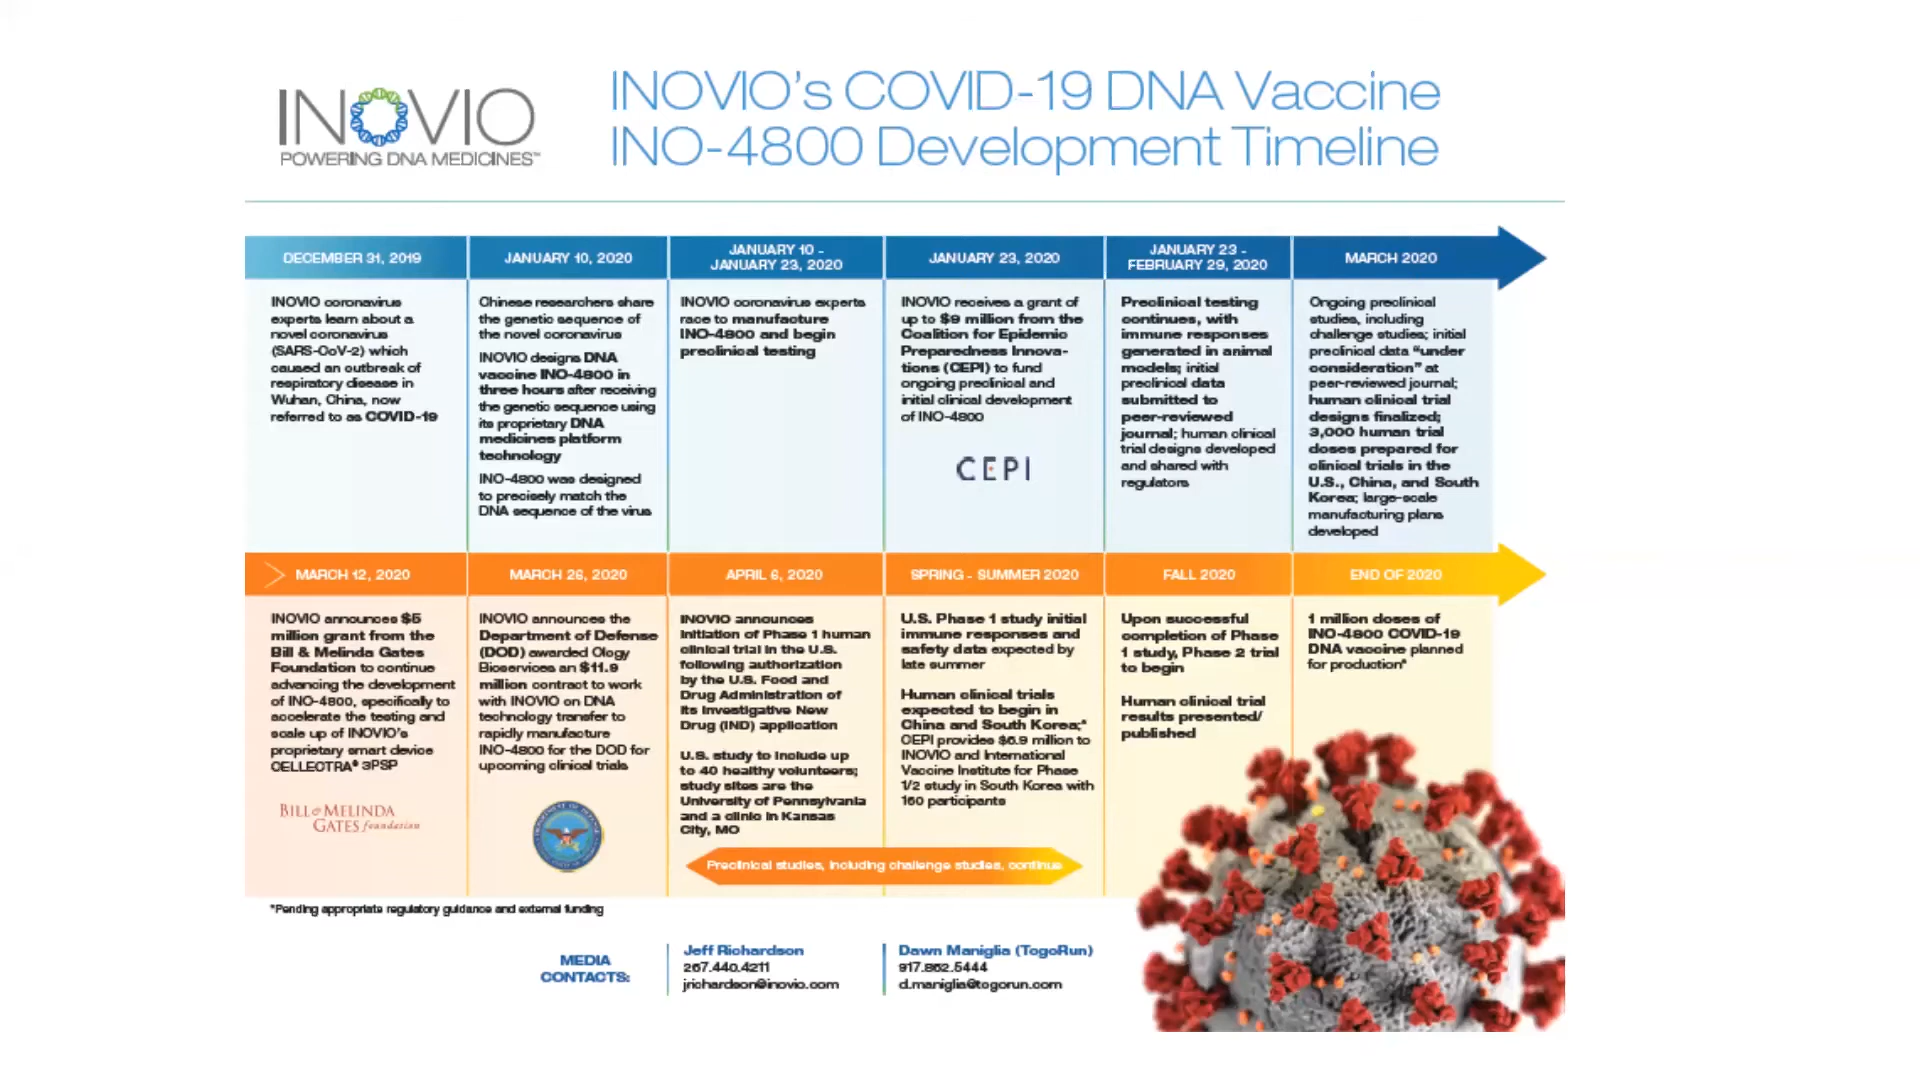 INOVIO
POWERING DNA MEDICINES™
INOVIO's COVID-19 DNA Vaccine
INO-4800 Development Timeline
DECEMBER 31, 2019
INOVIO coronavirus
experts learn about a
novel coronavirus
(SARS-CoV-2) which
caused an outbreak of
respiratory disease in
Wuhan, China, now
referred to as COVID-19
JANUARY 10, 2020
Chinese researchers share
the genetic sequence of
the novel coronavirus
INOVIO designs DNA
vaccine INO-4800 in
three hours after receiving
the genetic sequence using
its proprietary DNA
medicines platform
technology
INO-4800 was designed
to precisely match the
DNA sequence of the virus
JANUARY 10 -
JANUARY 23, 2020
INOVIO coronavirus experts
race to manufacture
INO-4800 and begin
preclinical testing
JANUARY 23, 2020
INOVIO receives a grant of
up to $9 million from the
Coalition for Epidemic
Preparedness Innova-
tions (CEPI) to fund
ongoing preclinical and
initial clinical development
of INO-4800
CEPI
JANUARY 23 -
FEBRUARY 29, 2020
Preclinical testing
continues, with
immune responses
generated in animal
models; initial
preclinical data
submitted to
peer-reviewed
journal; human clinical
trial designs developed
and shared with
regulators
MARCH 2020
Ongoing preclinical
studies, including
challenge studies; initial
preclinical data "under
consideration" at
peer-reviewed journal;
human clinical trial
designs finalized;
3,000 human trial
doses prepared for
clinical trials in the
U.S., China, and South
Korea; large-scale
manufacturing plans
developed
MARCH 12, 2020
INOVIO announces $5
million grant from the
Bill & Melinda Gates
Foundation to continue
advancing the development
of INO-4800, specifically to
accelerate the testing and
scale up of INOVIO's
proprietary smart device
CELLECTRA® 3PSP
BILL & MELINDA
GATES foundation
MARCH 26, 2020
INOVIO announces the
Department of Defense
(DOD) awarded Ology
Bioservices an $11.9
million contract to work
with INOVIO on DNA
technology transfer to
rapidly manufacture
INO-4800 for the DOD for
upcoming clinical trials
APRIL 6, 2020
INOVIO announces
initiation of Phase 1 human
clinical trial in the U.S.
following authorization
by the U.S. Food and
Drug Administration of
its Investigative New
Drug (IND) application
U.S. study to include up
to 40 healthy volunteers;
study sites are the
University of Pennsylvania
and a clinic in Kansas
City, MO
SPRING - SUMMER 2020
U.S. Phase 1 study initial
immune responses and
safety data expected by
late summer
Human clinical trials
expected to begin in
China and South Korea;*
CEPI provides $6.9 million to
INOVIO and International
Vaccine Institute for Phase
1/2 study in South Korea with
160 participants
Preclinical studies, including challenge studies, continue
FALL 2020
Upon successful
completion of Phase
1 study, Phase 2 trial
to begin
Human clinical trial
results presented/
published
END OF 2020
1 million doses of
INO-4800 COVID-19
DNA vaccine planned
for production*
*Pending appropriate regulatory guidance and external funding
MEDIA
CONTACTS:
Jeff Richardson
267.440.4211
jrichardson@inovio.com
Dawn Maniglia (TogoRun)
917.862.5444
d.maniglia@togorun.com